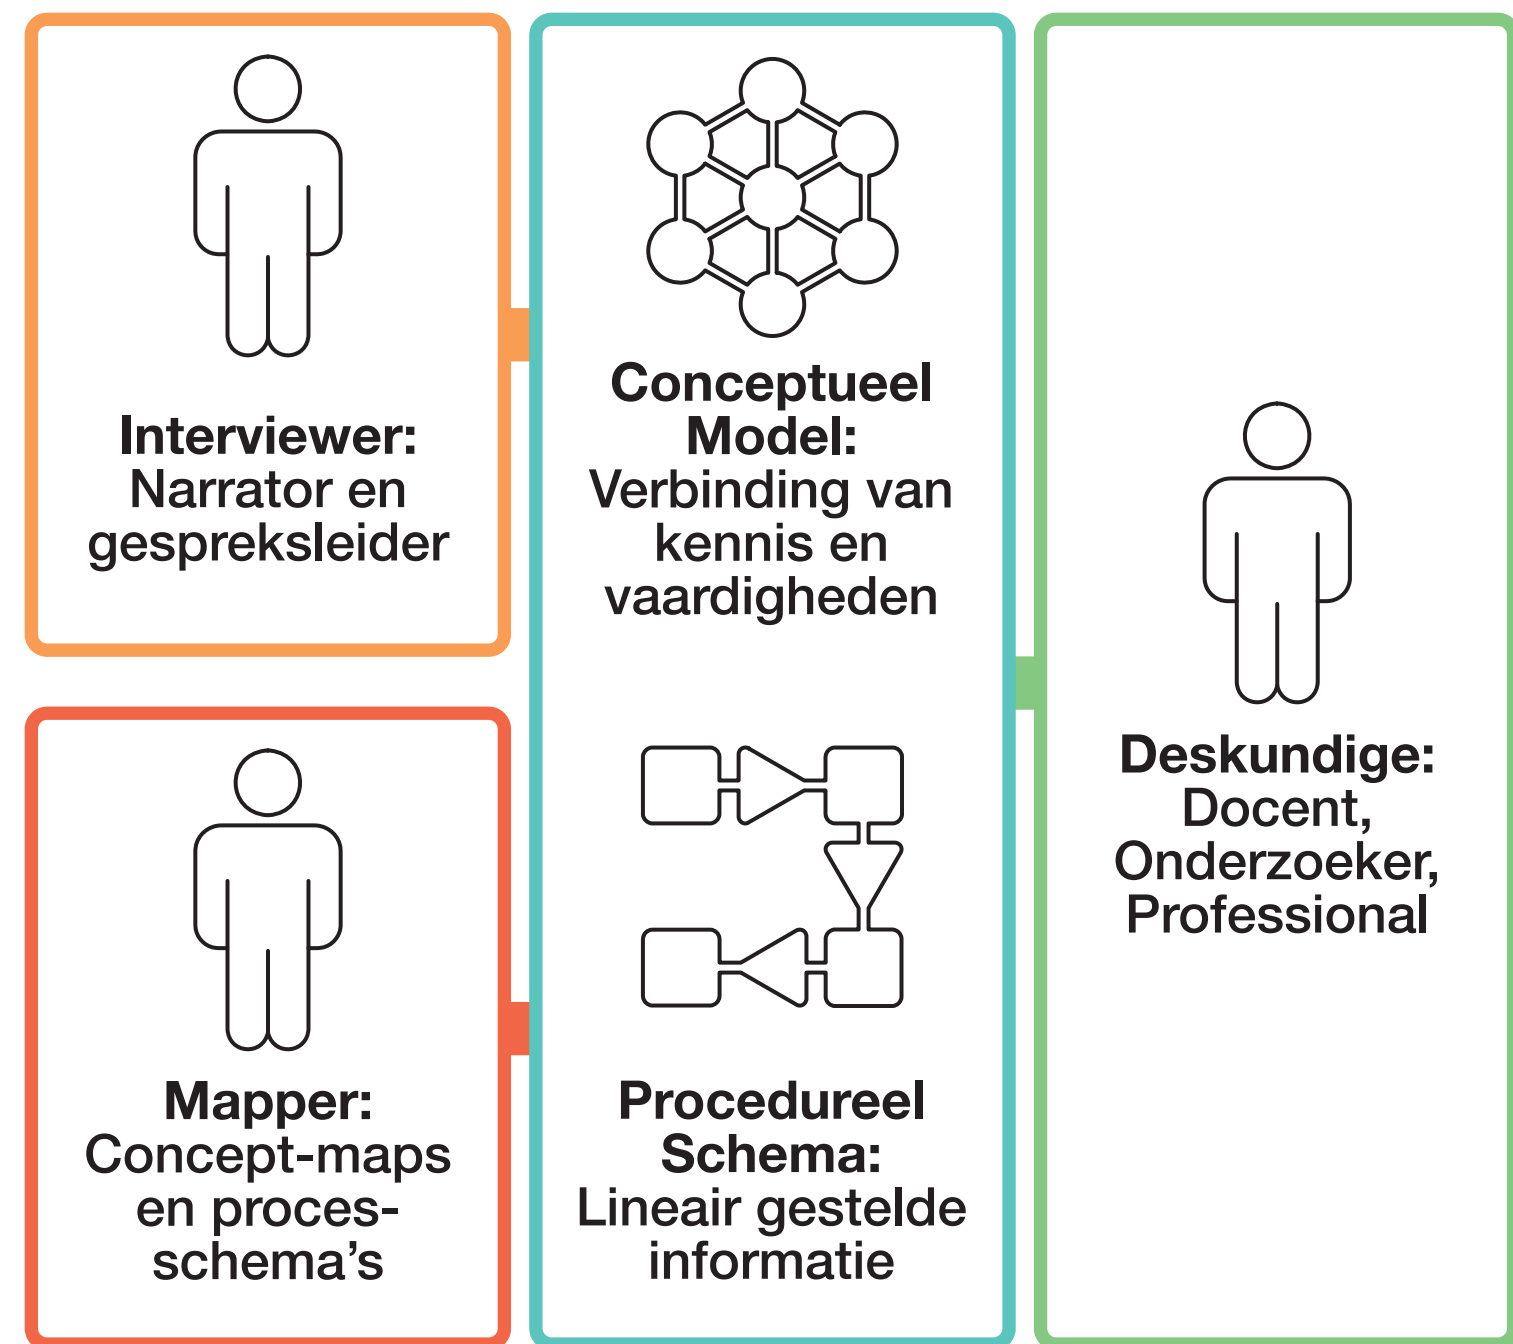 Interviewer:
Narrator en
gespreksleider
Mapper:
Concept-maps
en proces-
schema’s
Conceptueel
Model:
Verbinding van
kennis en
vaardigheden
Procedureel
Schema:
Lineair gestelde
informatie
Deskundige:
Docent,
Onderzoeker,
Professional